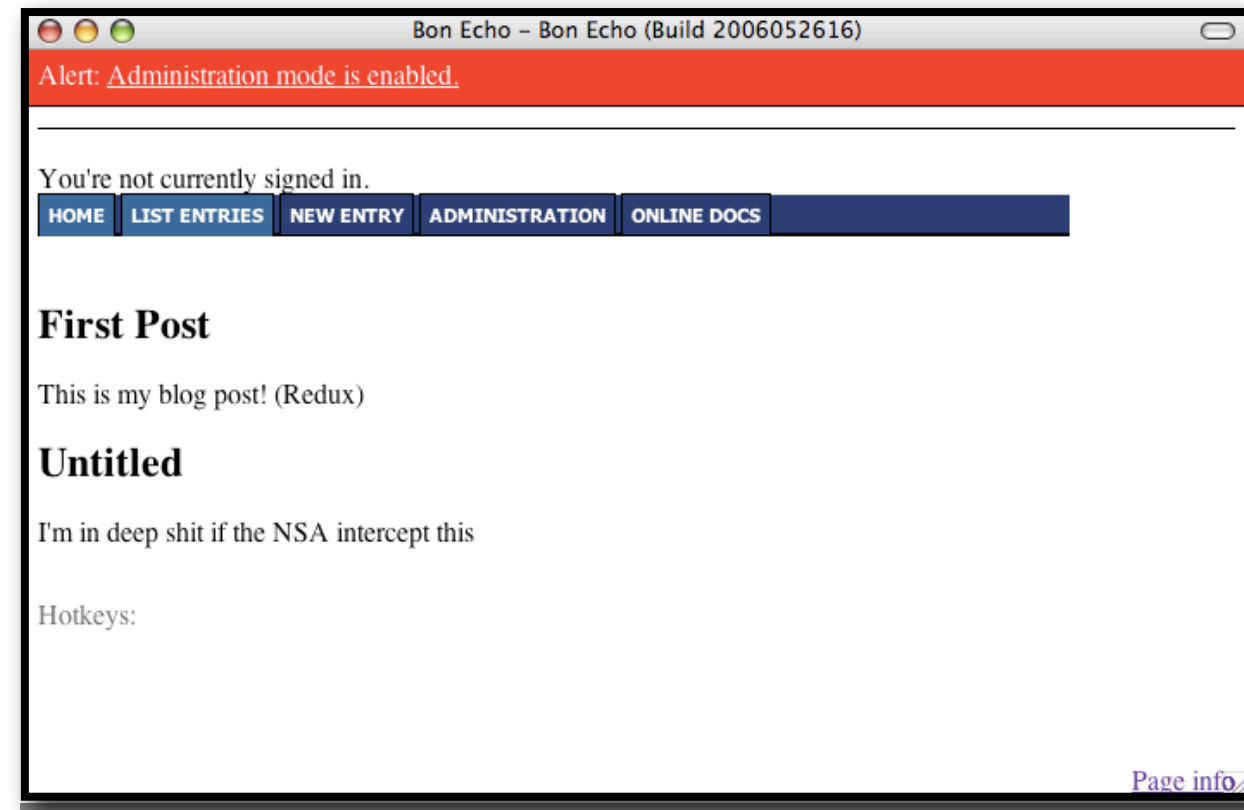 Bon Echo – Bon Echo (Build 2006052616)
Alert: Administration mode is enabled.
You're not currently signed in.
HOME LIST ENTRIES NEW ENTRY ADMINISTRATION ONLINE DOCS
First Post
This is my blog post! (Redux)
Untitled
I'm in deep shit if the NSA intercept this
Hotkeys:
Page info